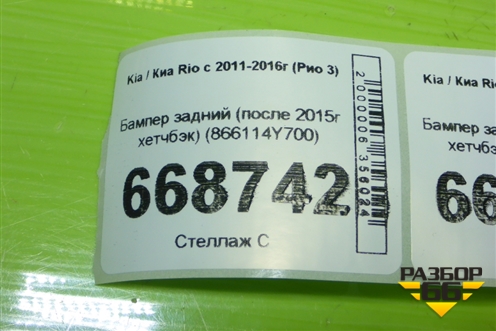 Kia / Киа Rio с 2011-2016г (Рио 3)
Бампер задний (после 2015г
хетчбэк) (866114Y700)
668742
Стеллаж С
2000006356024
Kia / Киа Rio
Бампер за
хетчбэк
66
РАЗБОР
66